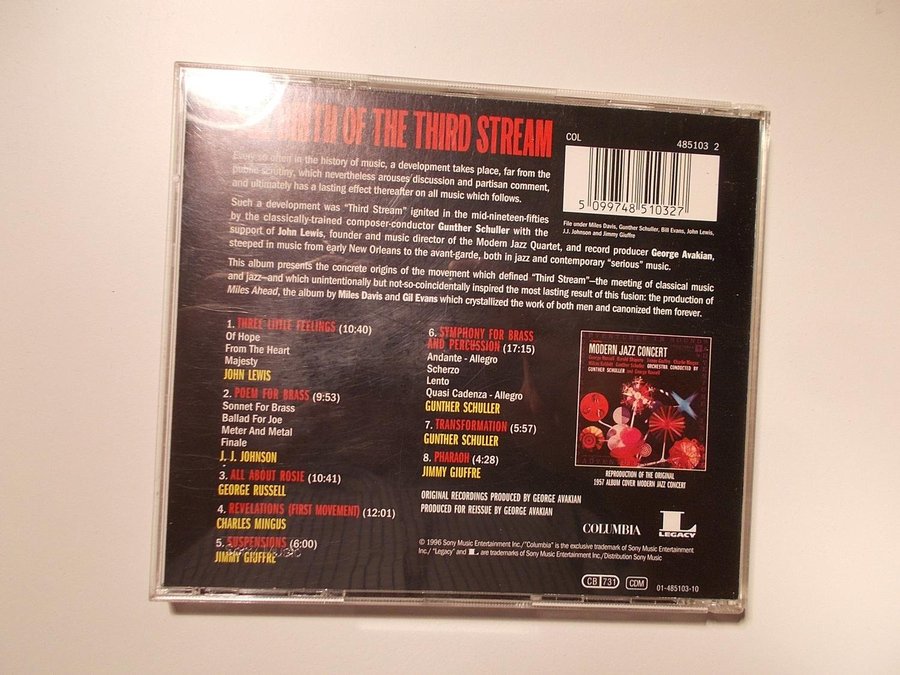 OF THE THIRD STREAM
COL 485103 2
5 099748 510327
File under Miles Davis, Gunther Schuller, Bill Evans, John Lewis,
J.J. Johnson and Jimmy Giuffre
Every so often in the history of music, a development takes place, far from the
public scrutiny, which nevertheless arouses discussion and partisan comment,
and ultimately has a lasting effect thereafter on all music which follows.
Such a development was "Third Stream" ignited in the mid-nineteen-fifties
by the classically-trained composer-conductor Gunther Schuller with the
support of John Lewis, founder and music director of the Modern Jazz Quartet, and record producer George Avakian,
steeped in music from early New Orleans to the avant-garde, both in jazz and contemporary "serious" music.
This album presents the concrete origins of the movement which defined "Third Stream"—the meeting of classical music
and jazz—and which unintentionally but not-so-coincidentally inspired the most lasting result of this fusion: the production of
Miles Ahead, the album by Miles Davis and Gil Evans which crystallized the work of both men and canonized them forever.
1. THREE LITTLE FEELINGS (10:40)
Of Hope
From The Heart
Majesty
JOHN LEWIS
2. POEM FOR BRASS (9:53)
Sonnet For Brass
Ballad For Joe
Meter And Metal
Finale
J. J. JOHNSON
3. ALL ABOUT ROSIE (10:41)
GEORGE RUSSELL
4. REVELATIONS (FIRST MOVEMENT) (12:01)
CHARLES MINGUS
5. SUSPENSIONS (6:00)
JIMMY GIUFFRE
6. SYMPHONY FOR BRASS
AND PERCUSSION (17:15)
Andante - Allegro
Scherzo
Lento
Quasi Cadenza - Allegro
GUNTHER SCHULLER
7. TRANSFORMATION (5:57)
GUNTHER SCHULLER
8. PHARAOH (4:28)
JIMMY GIUFFRE
ORIGINAL RECORDINGS PRODUCED BY GEORGE AVAKIAN
PRODUCED FOR REISSUE BY GEORGE AVAKIAN
MODERN JAZZ CONCERT
ORCHESTRA CONDUCTED BY
GUNTHER SCHULLER and George Russell
REPRODUCTION OF THE ORIGINAL
1957 ALBUM COVER MODERN JAZZ CONCERT
COLUMBIA
L
LEGACY
© 1996 Sony Music Entertainment Inc./"Columbia" is the exclusive trademark of Sony Music Entertainment
Inc./ "Legacy" and L are trademarks of Sony Music Entertainment Inc./Distribution Sony Music
CB 731
CDM
01-485103-10